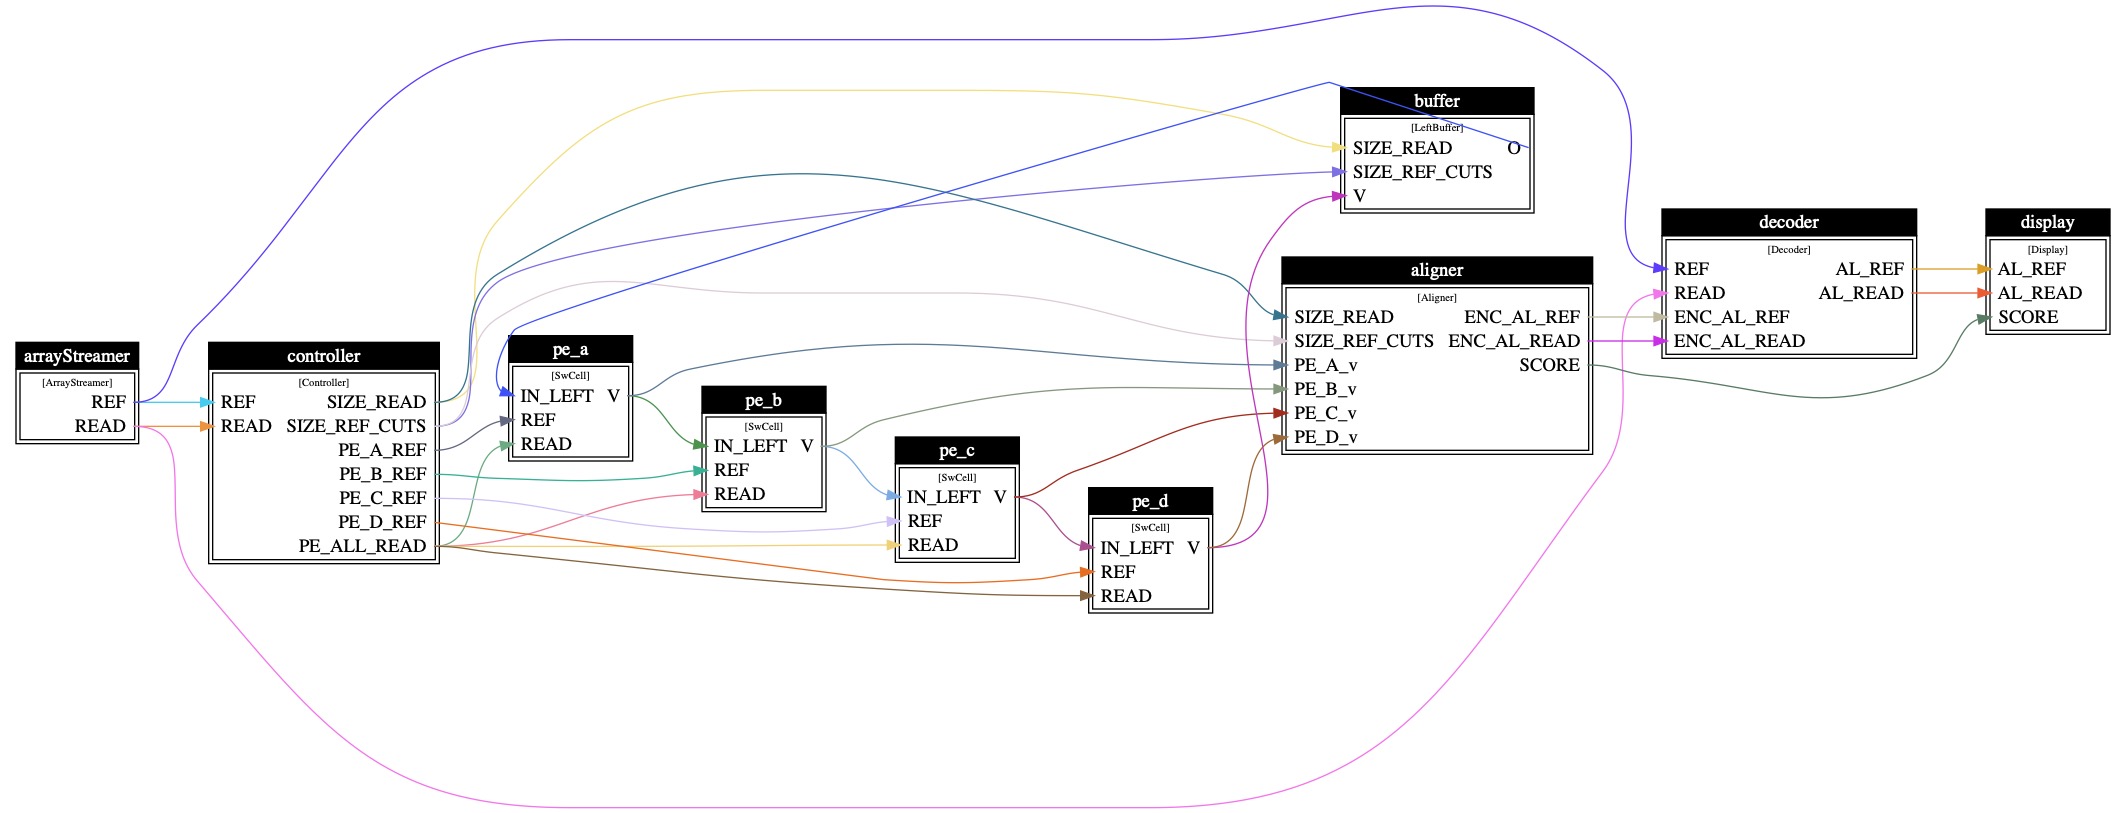 arrayStreamer
[ArrayStreamer]
REF
READ
controller
[Controller]
REF SIZE_READ
READ SIZE_REF_CUTS
PE_A_REF
PE_B_REF
PE_C_REF
PE_D_REF
PE_ALL_READ
pe_a
[SwCell]
IN_LEFT V
REF
READ
pe_b
[SwCell]
IN_LEFT V
REF
READ
pe_c
[SwCell]
IN_LEFT V
REF
READ
pe_d
[SwCell]
IN_LEFT V
REF
READ
buffer
[LeftBuffer]
SIZE_READ O
SIZE_REF_CUTS
V
aligner
[Aligner]
SIZE_READ ENC_AL_REF
SIZE_REF_CUTS ENC_AL_READ
PE_A_v SCORE
PE_B_v
PE_C_v
PE_D_v
decoder
[Decoder]
REF AL_REF
READ AL_READ
ENC_AL_REF
ENC_AL_READ
display
[Display]
AL_REF
AL_READ
SCORE